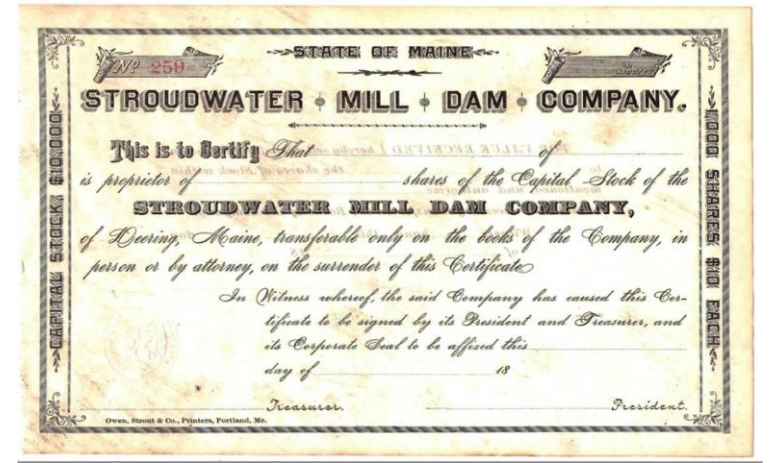 STATE OF MAINE
Nº 259
Shares
STROUDWATER MILL DAM COMPANY.
This is to Certify That of
is proprietor of shares of the Capital Stock of the
STROUDWATER MILL DAM COMPANY,
of Deering, Maine, transferable only on the books of the Company, in
person or by attorney, on the surrender of this Certificate
In Witness whereof, the said Company has caused this Cer-
tificate to be signed by its President and Treasurer, and
its Corporate Seal to be affixed this
day of 18
Treasurer. President.
Owen, Strout & Co., Printers, Portland, Me.
CAPITAL STOCK $10,000
1000 SHARES $10 EACH